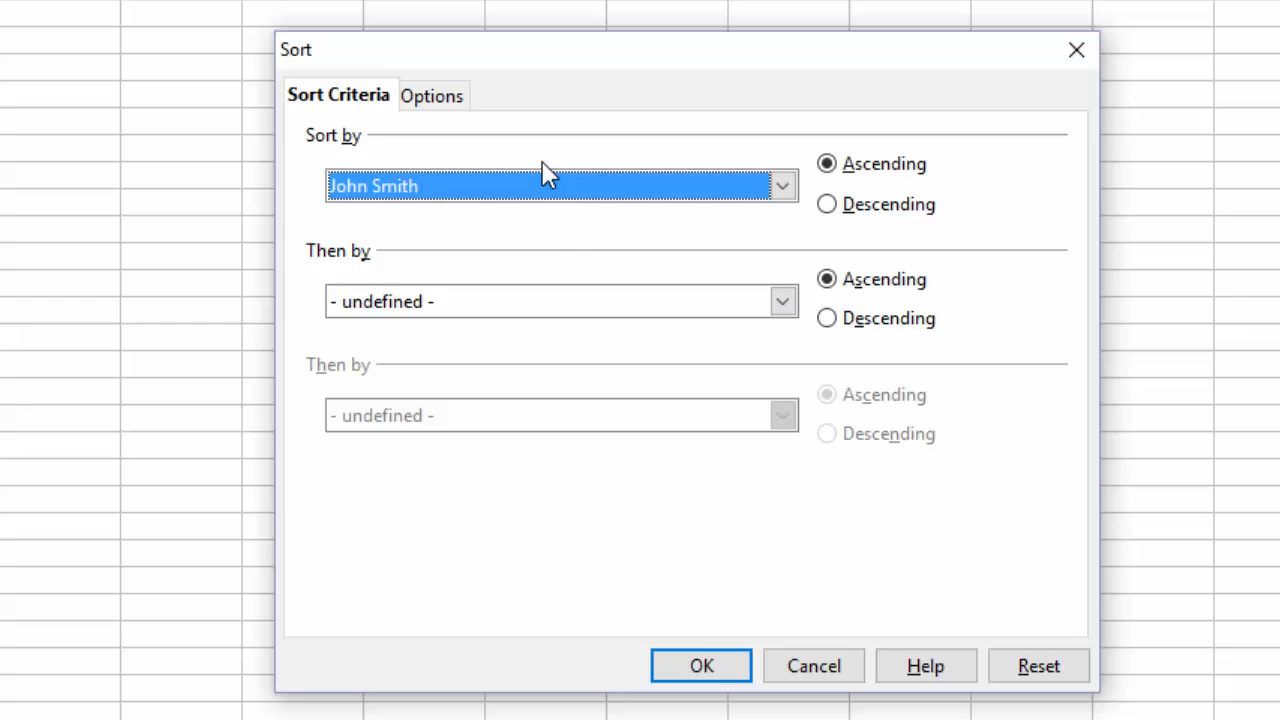 Sort
Sort Criteria Options
Sort by
John Smith
Ascending
Descending
Then by
- undefined -
Ascending
Descending
Then by
- undefined -
Ascending
Descending
OK Cancel Help Reset